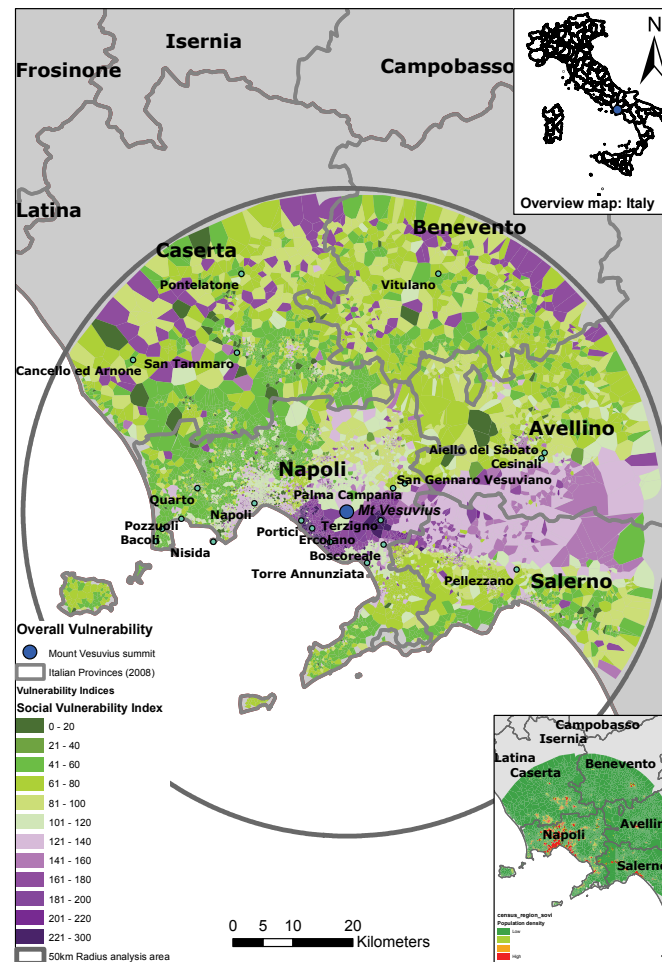 Isernia
Frosinone
Campobasso
N
Overview map: Italy
Latina
Benevento
Caserta
Pontelatone
Vitulano
Cancello ed Arnone
San Tammaro
Avellino
Aiello del Sabato
Cesinali
Napoli
San Gennaro Vesuviano
Quarto
Palma Campania
Mt Vesuvius
Napoli
Terzigno
Pozzuoli
Portici
Bacoli
Ercolano
Nisida
Boscoreale
Torre Annunziata
Pellezzano
Salerno
Overall Vulnerability
Mount Vesuvius summit
Italian Provinces (2008)
Vulnerability Indices
Social Vulnerability Index
0 - 20
21 - 40
41 - 60
61 - 80
81 - 100
101 - 120
121 - 140
141 - 160
161 - 180
181 - 200
201 - 220
221 - 300
50km Radius analysis area
0 5 10 20
Kilometers
Campobasso
Isernia
Latina
Benevento
Caserta
Napoli
Avellino
Salerno
census_region_sovi
Population density
Low
High